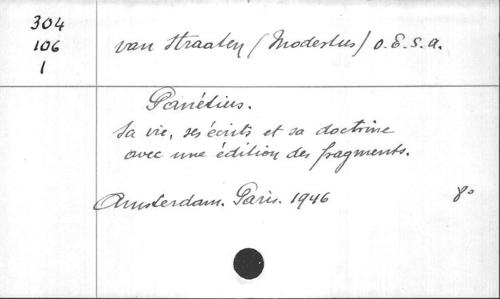 304
106
1
van Straaten (Modestus) O.E.S.A.
Panétius.
Sa vie, ses écrits et sa doctrine
avec une édition des fragments.
Amsterdam. Paris. 1946 8°